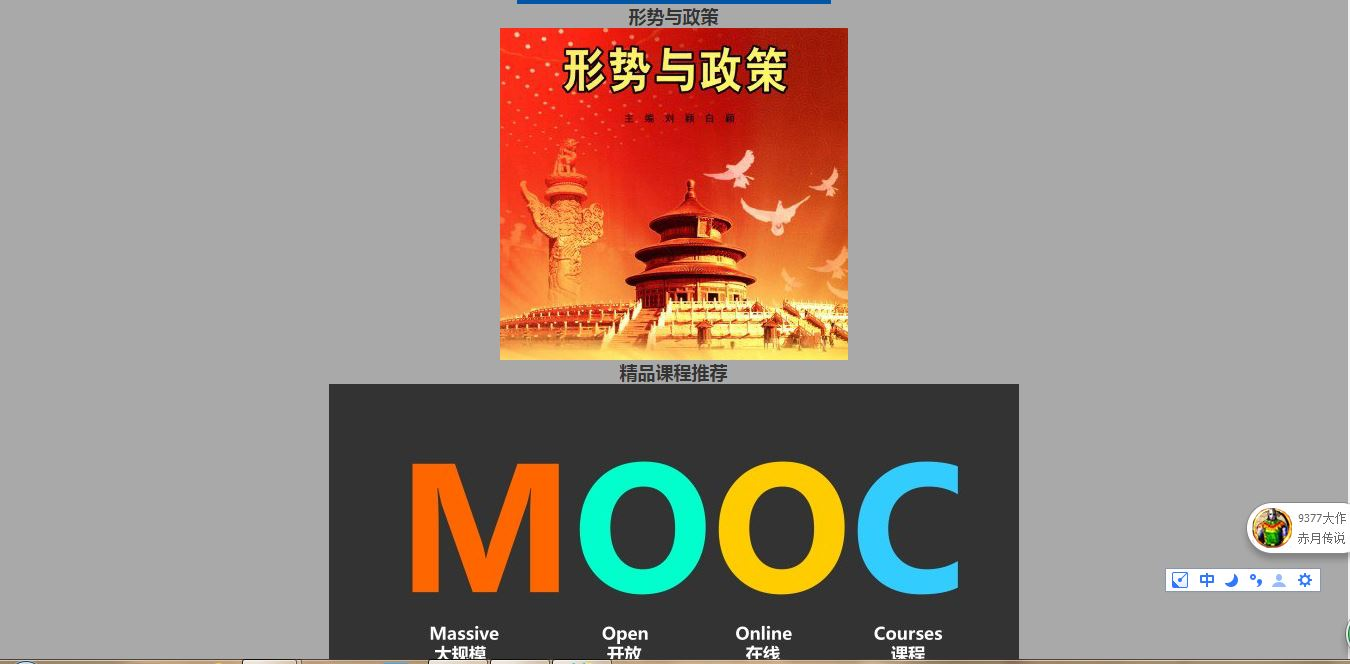 形势与政策
形势与政策
主 编 刘 颖 白 颖
精品课程推荐
MOOC
Massive Open Online Courses
大规模 开放 在线 课程
9377大作
赤月传说
中